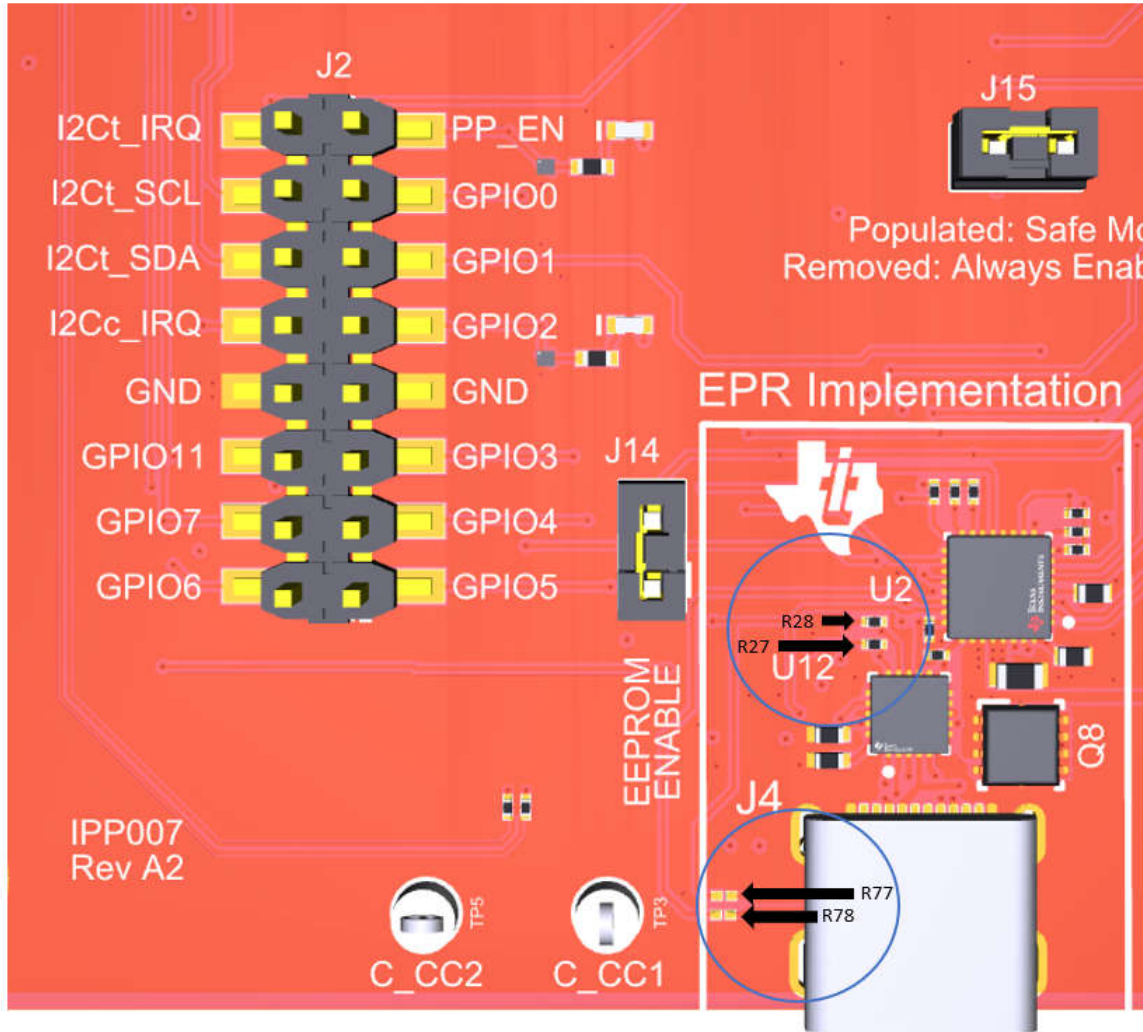 J2
J15
I2Ct_IRQ
PP_EN
I2Ct_SCL
GPIO0
I2Ct_SDA
GPIO1
I2Cc_IRQ
GPIO2
GND
GND
GPIO11
GPIO3
GPIO7
GPIO4
GPIO6
GPIO5
Populated: Safe Mo
Removed: Always Enab
EPR Implementation
J14
EEPROM
ENABLE
U2
R28
R27
U12
Q8
J4
R77
R78
IPP007
Rev A2
TP5
C_CC2
TP3
C_CC1
TEXAS
INSTRUMENTS